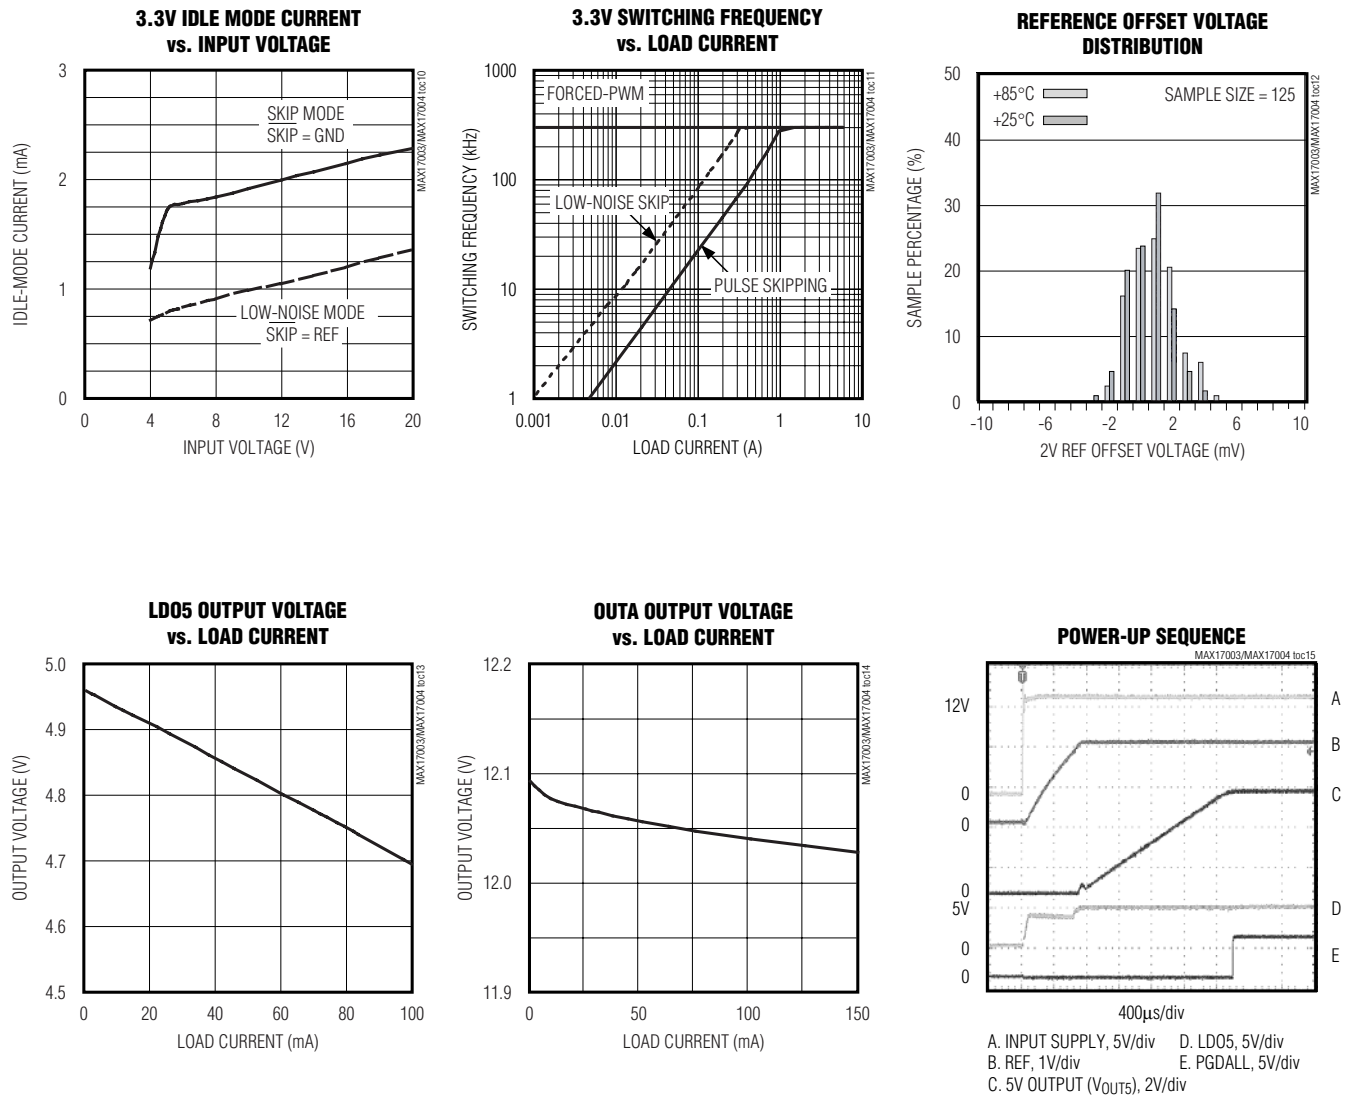 3.3V IDLE MODE CURRENT
vs. INPUT VOLTAGE
3
2
1
0
IDLE-MODE CURRENT (mA)
SKIP MODE
SKIP = GND
LOW-NOISE MODE
SKIP = REF
MAX17003/MAX17004 toc10
0 4 8 12 16 20
INPUT VOLTAGE (V)
3.3V SWITCHING FREQUENCY
vs. LOAD CURRENT
1000
100
10
1
SWITCHING FREQUENCY (kHz)
FORCED-PWM
LOW-NOISE SKIP
PULSE SKIPPING
MAX17003/MAX17004 toc11
0.001 0.01 0.1 1 10
LOAD CURRENT (A)
REFERENCE OFFSET VOLTAGE
DISTRIBUTION
50
40
30
20
10
0
SAMPLE PERCENTAGE (%)
+85°C
+25°C
SAMPLE SIZE = 125
MAX17003/MAX17004 toc12
-10 -6 -2 2 6 10
2V REF OFFSET VOLTAGE (mV)
LDO5 OUTPUT VOLTAGE
vs. LOAD CURRENT
5.0
4.9
4.8
4.7
4.6
4.5
OUTPUT VOLTAGE (V)
MAX17003/MAX17004 toc13
0 20 40 60 80 100
LOAD CURRENT (mA)
OUTA OUTPUT VOLTAGE
vs. LOAD CURRENT
12.2
12.1
12.0
11.9
OUTPUT VOLTAGE (V)
MAX17003/MAX17004 toc14
0 50 100 150
LOAD CURRENT (mA)
POWER-UP SEQUENCE
MAX17003/MAX17004 toc15
12V
0
0
0
5V
0
0
A
B
C
D
E
400µs/div
A. INPUT SUPPLY, 5V/div D. LDO5, 5V/div
B. REF, 1V/div E. PGDALL, 5V/div
C. 5V OUTPUT (VOUT5), 2V/div